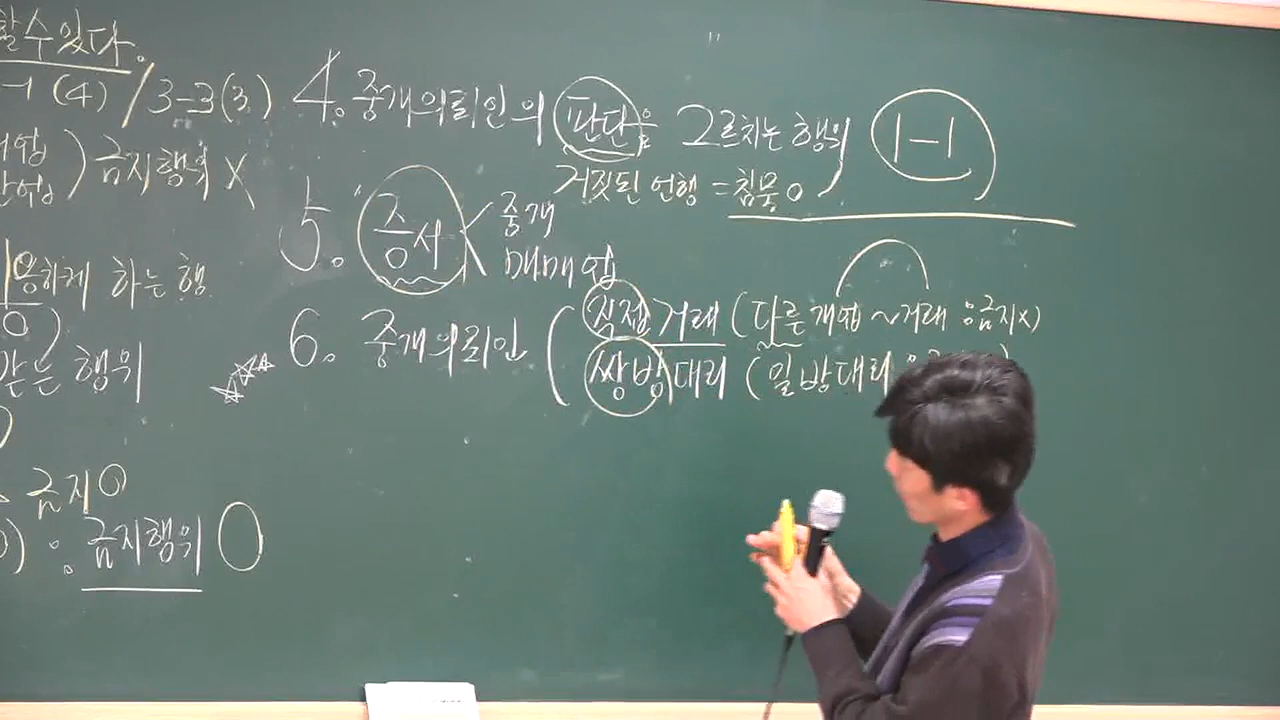 할 수 있다.
-1 (4) / 3-3(3.)
) 금지행위 X
용하게 하는 행
같은 행위
금지 O
: 금지행위 O
4. 중개의뢰인의 판단을 그르치는 행위 1-1
거짓된 언행 = 침묵 O
5. 증서 < 중개
매매업
6. 중개의뢰인 ( 직접거래 (다른 개업 ~거래 응 금지X)
쌍방대리 (일방대리